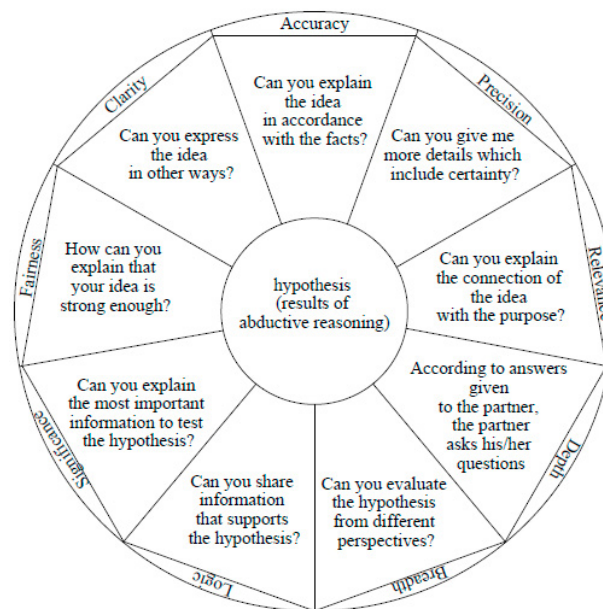 Accuracy
Can you explain
the idea
in accordance
with the facts?
Precision
Can you give me
more details which
include certainty?
Relevance
Can you explain
the connection of
the idea
with the purpose?
Depth
According to answers
given
to the partner,
the partner
asks his/her
questions
Breadth
Can you evaluate
the hypothesis
from different
perspectives?
Logic
Can you share
information
that supports
the hypothesis?
Significance
Can you explain
the most important
information to test
the hypothesis?
Fairness
How can you
explain that
your idea is
strong enough?
Clarity
Can you express
the idea
in other ways?
hypothesis
(results of
abductive reasoning)